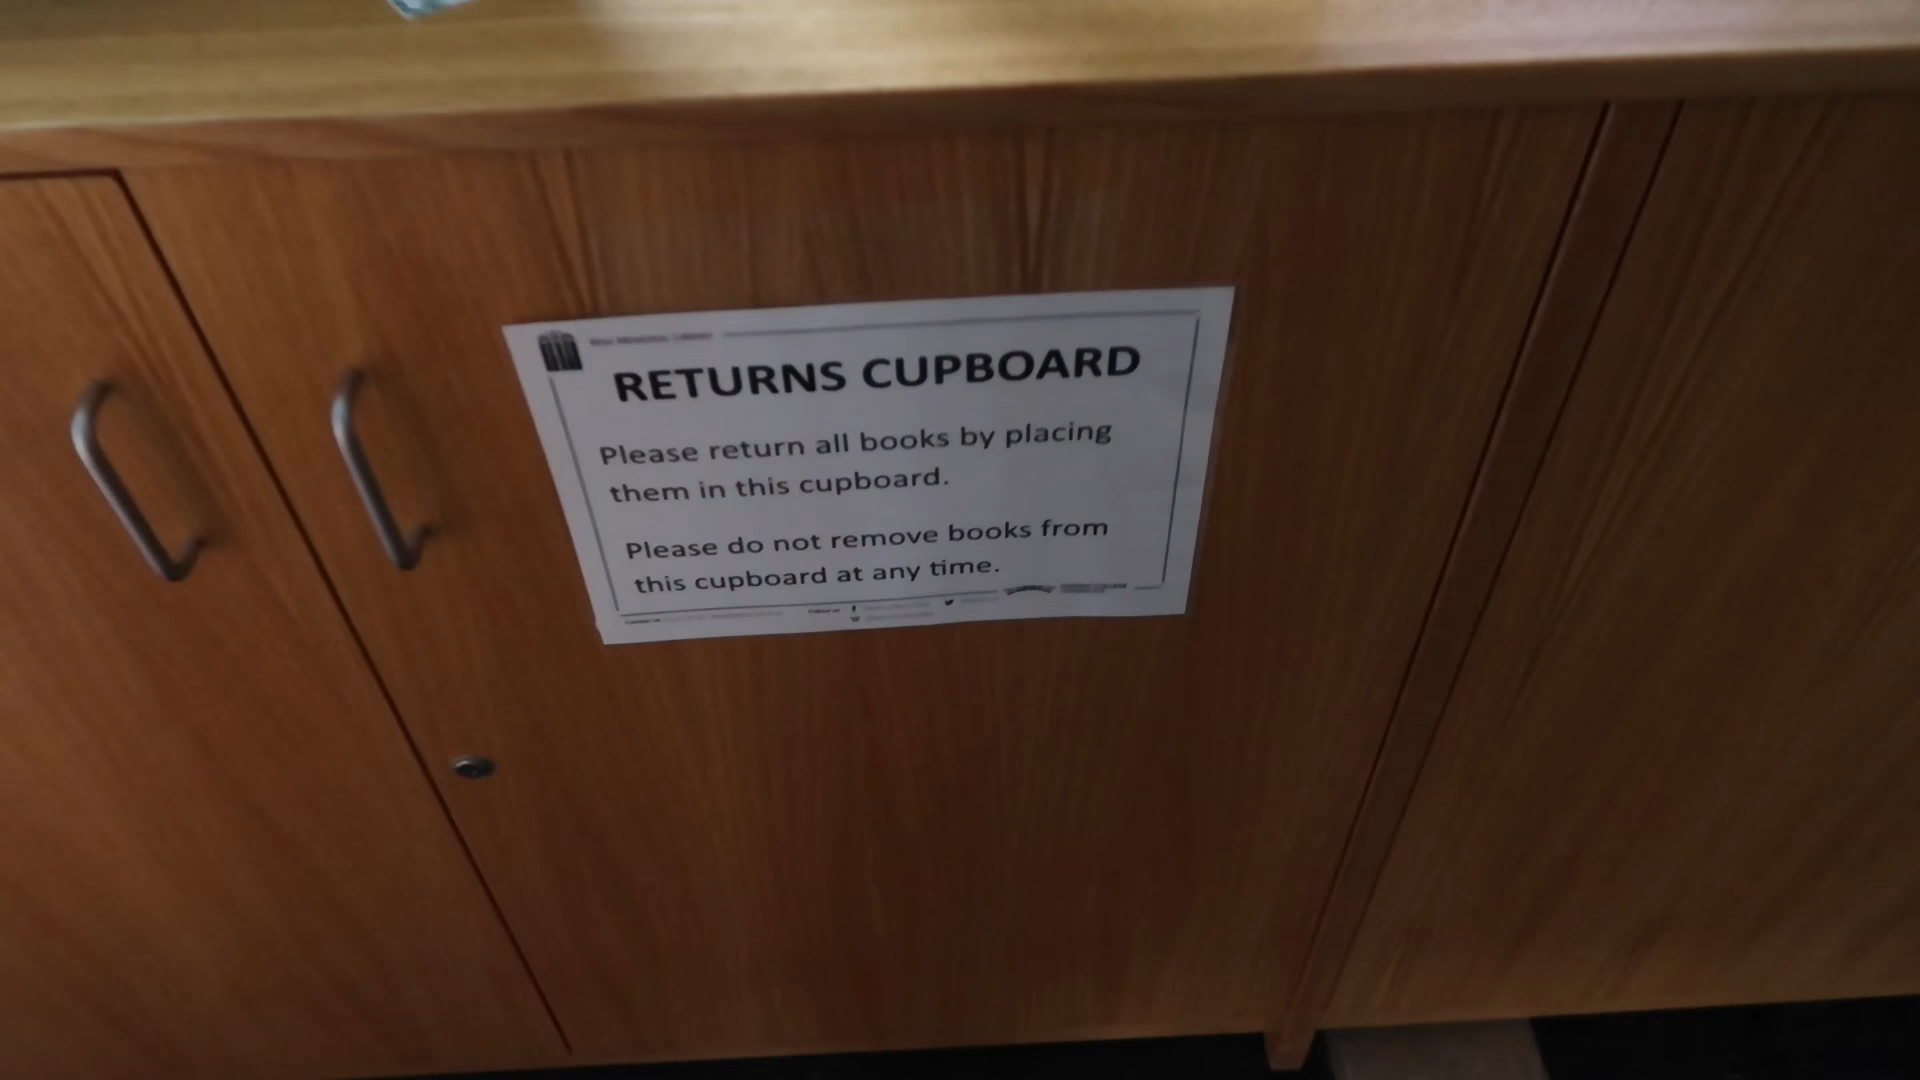 RETURNS CUPBOARD
Please return all books by placing
them in this cupboard.
Please do not remove books from
this cupboard at any time.